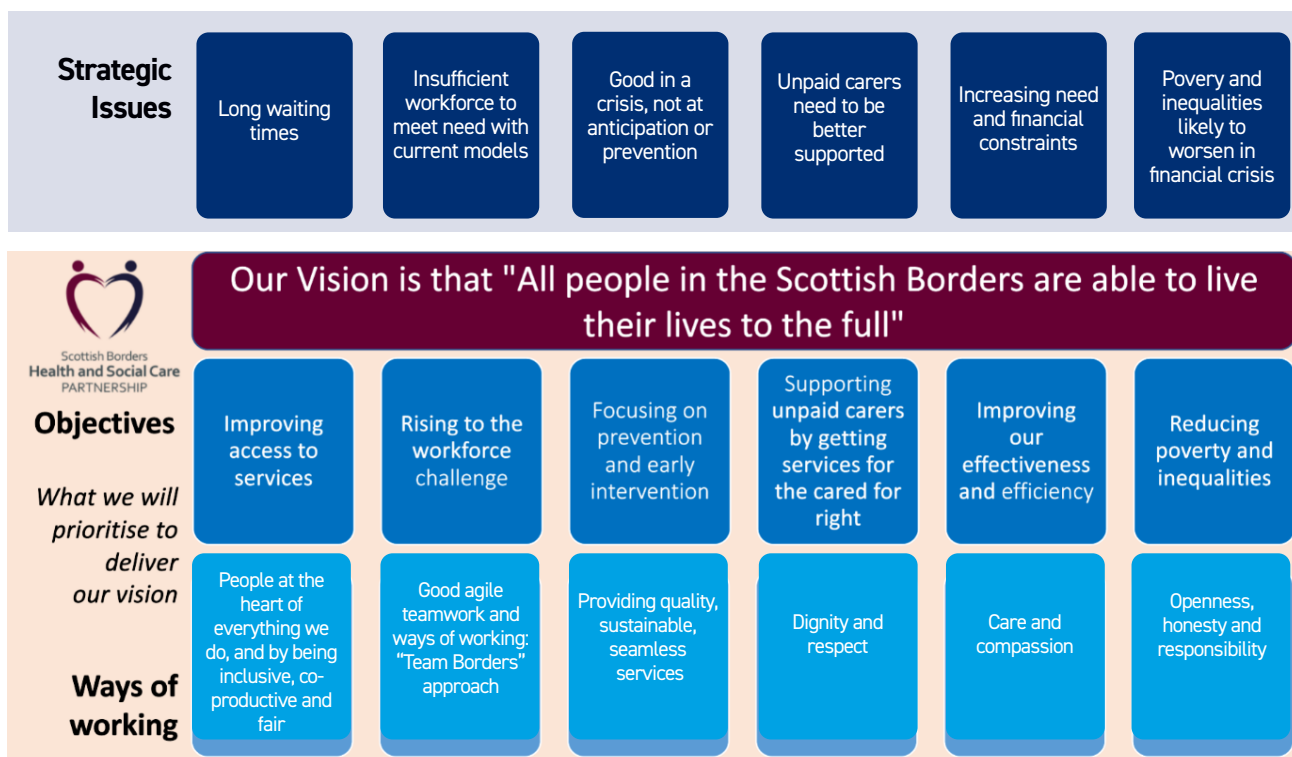 Strategic
Issues
Long waiting
times
Insufficient
workforce to
meet need with
current models
Good in a
crisis, not at
anticipation or
prevention
Unpaid carers
need to be
better
supported
Increasing need
and financial
constraints
Povery and
inequalities
likely to
worsen in
financial crisis
Scottish Borders
Health and Social Care
PARTNERSHIP
Our Vision is that "All people in the Scottish Borders are able to live
their lives to the full"
Objectives
What we will
prioritise to
deliver
our vision
Improving
access to
services
Rising to the
workforce
challenge
Focusing on
prevention
and early
intervention
Supporting
unpaid carers
by getting
services for
the cared for
right
Improving
our
effectiveness
and efficiency
Reducing
poverty and
inequalities
Ways of
working
People at the
heart of
everything we
do, and by being
inclusive, co-
productive and
fair
Good agile
teamwork and
ways of working:
“Team Borders”
approach
Providing quality,
sustainable,
seamless
services
Dignity and
respect
Care and
compassion
Openness,
honesty and
responsibility